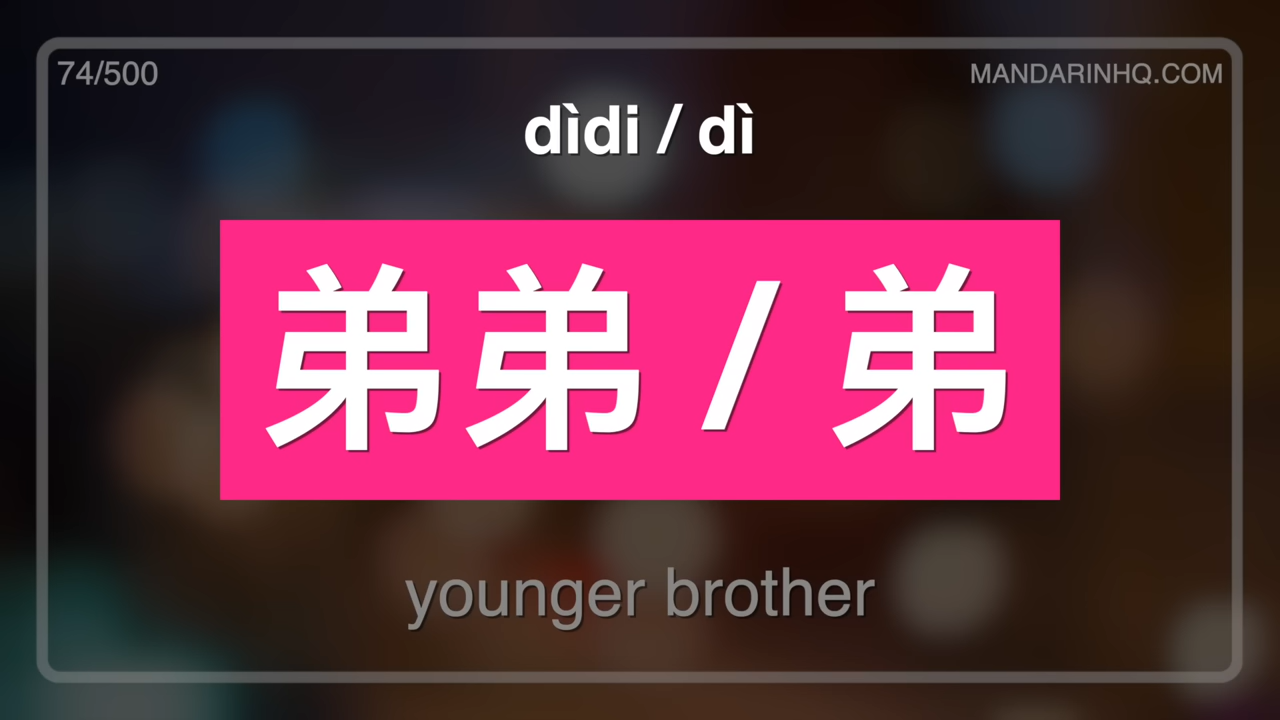 74/500
MANDARINHQ.COM
dìdi / dì
弟弟 / 弟
younger brother